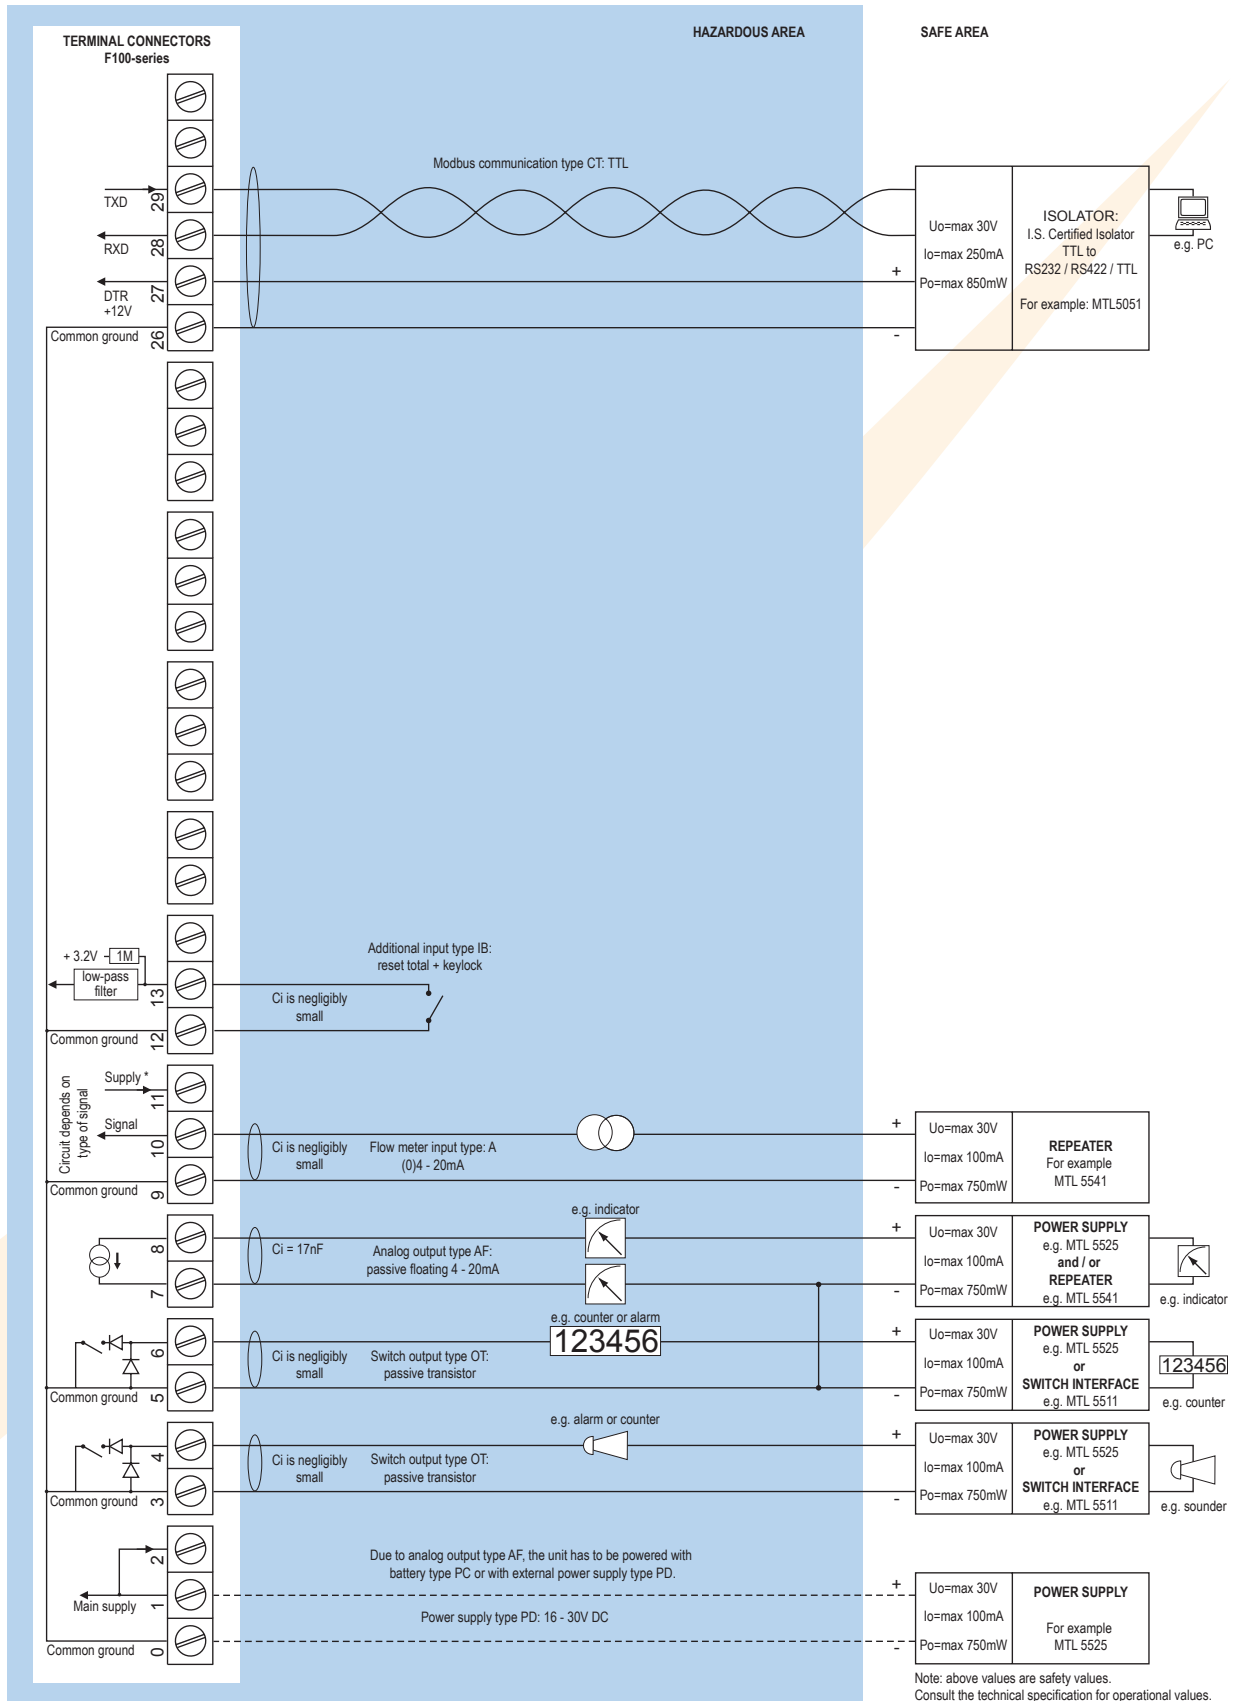 TERMINAL CONNECTORS
F100-series
HAZARDOUS AREA
SAFE AREA
Modbus communication type CT: TTL
TXD
29
RXD
28
DTR
+12V
27
Common ground
26
+
-
Uo=max 30V
Io=max 250mA
Po=max 850mW
ISOLATOR:
I.S. Certified Isolator
TTL to
RS232 / RS422 / TTL
For example: MTL5051
e.g. PC
+ 3.2V
1M
low-pass
filter
13
Common ground
12
Ci is negligibly
small
Additional input type IB:
reset total + keylock
Circuit depends on
type of signal
Supply *
11
Signal
10
Common ground
9
Ci is negligibly
small
Flow meter input type: A
(0)4 - 20mA
+
-
Uo=max 30V
Io=max 100mA
Po=max 750mW
REPEATER
For example
MTL 5541
8
7
Ci = 17nF
Analog output type AF:
passive floating 4 - 20mA
e.g. indicator
+
-
Uo=max 30V
Io=max 100mA
Po=max 750mW
POWER SUPPLY
e.g. MTL 5525
and / or
REPEATER
e.g. MTL 5541
e.g. indicator
6
Common ground
5
Ci is negligibly
small
Switch output type OT:
passive transistor
e.g. counter or alarm
123456
+
-
Uo=max 30V
Io=max 100mA
Po=max 750mW
POWER SUPPLY
e.g. MTL 5525
or
SWITCH INTERFACE
e.g. MTL 5511
123456
e.g. counter
4
Common ground
3
Ci is negligibly
small
Switch output type OT:
passive transistor
e.g. alarm or counter
+
-
Uo=max 30V
Io=max 100mA
Po=max 750mW
POWER SUPPLY
e.g. MTL 5525
or
SWITCH INTERFACE
e.g. MTL 5511
e.g. sounder
2
Main supply
1
Common ground
0
Due to analog output type AF, the unit has to be powered with
battery type PC or with external power supply type PD.
Power supply type PD: 16 - 30V DC
+
-
Uo=max 30V
Io=max 100mA
Po=max 750mW
POWER SUPPLY
For example
MTL 5525
Note: above values are safety values.
Consult the technical specification for operational values.